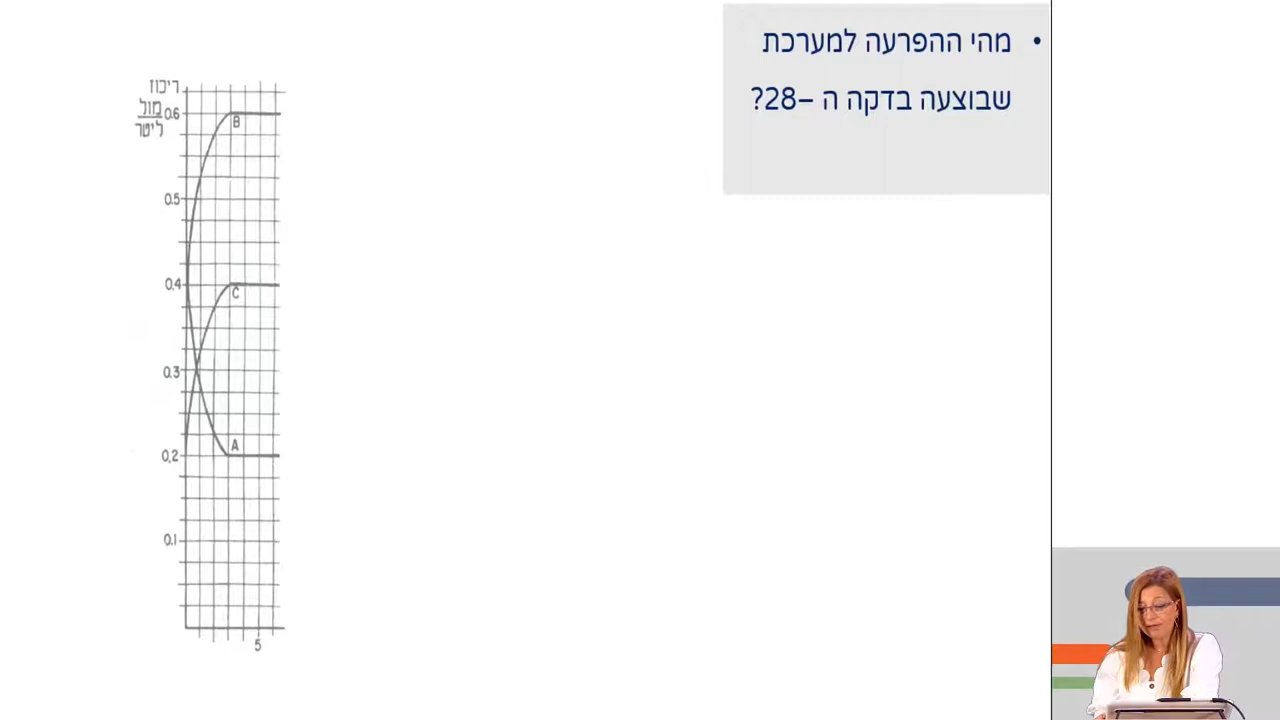 מהי ההפרעה למערכת •
שבוצעה בדקה ה –28?
ריכוז
מול
ליטר
0.6
B
0.5
0.4
C
0.3
A
0,2
0.1
5